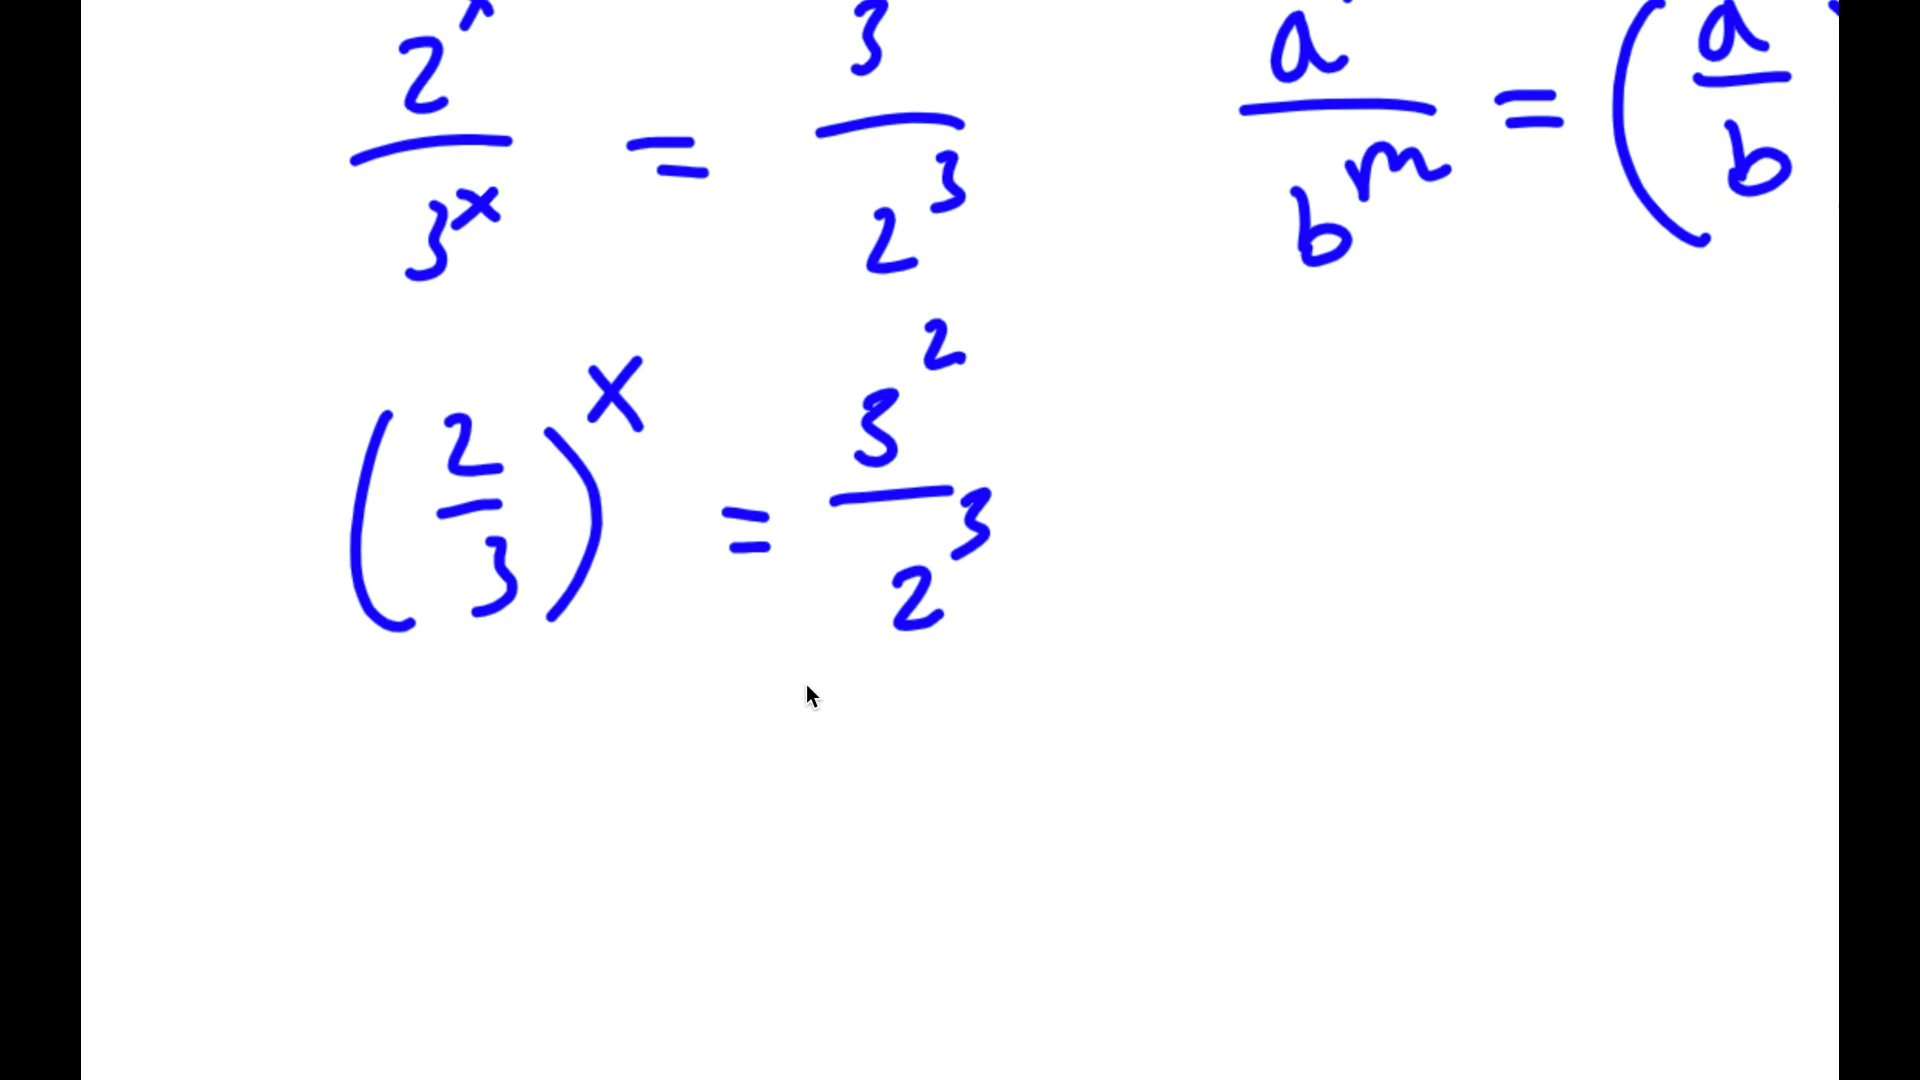 2^x / 3^x = 3 / 2^3
a / b^m = (a / b
(2/3)^x = 3^2 / 2^3